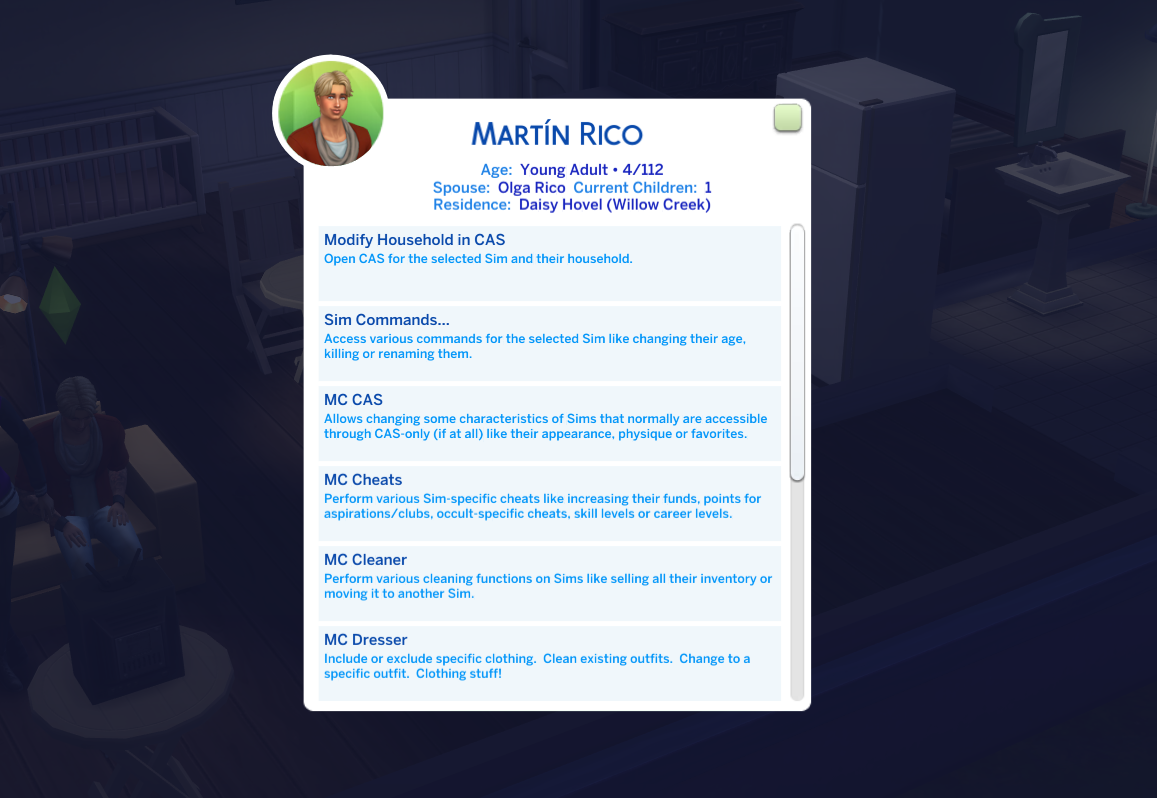 Martín Rico
Age: Young Adult • 4/112
Spouse: Olga Rico Current Children: 1
Residence: Daisy Hovel (Willow Creek)
Modify Household in CAS
Open CAS for the selected Sim and their household.
Sim Commands...
Access various commands for the selected Sim like changing their age,
killing or renaming them.
MC CAS
Allows changing some characteristics of Sims that normally are accessible
through CAS-only (if at all) like their appearance, physique or favorites.
MC Cheats
Perform various Sim-specific cheats like increasing their funds, points for
aspirations/clubs, occult-specific cheats, skill levels or career levels.
MC Cleaner
Perform various cleaning functions on Sims like selling all their inventory or
moving it to another Sim.
MC Dresser
Include or exclude specific clothing.  Clean existing outfits.  Change to a
specific outfit.  Clothing stuff!